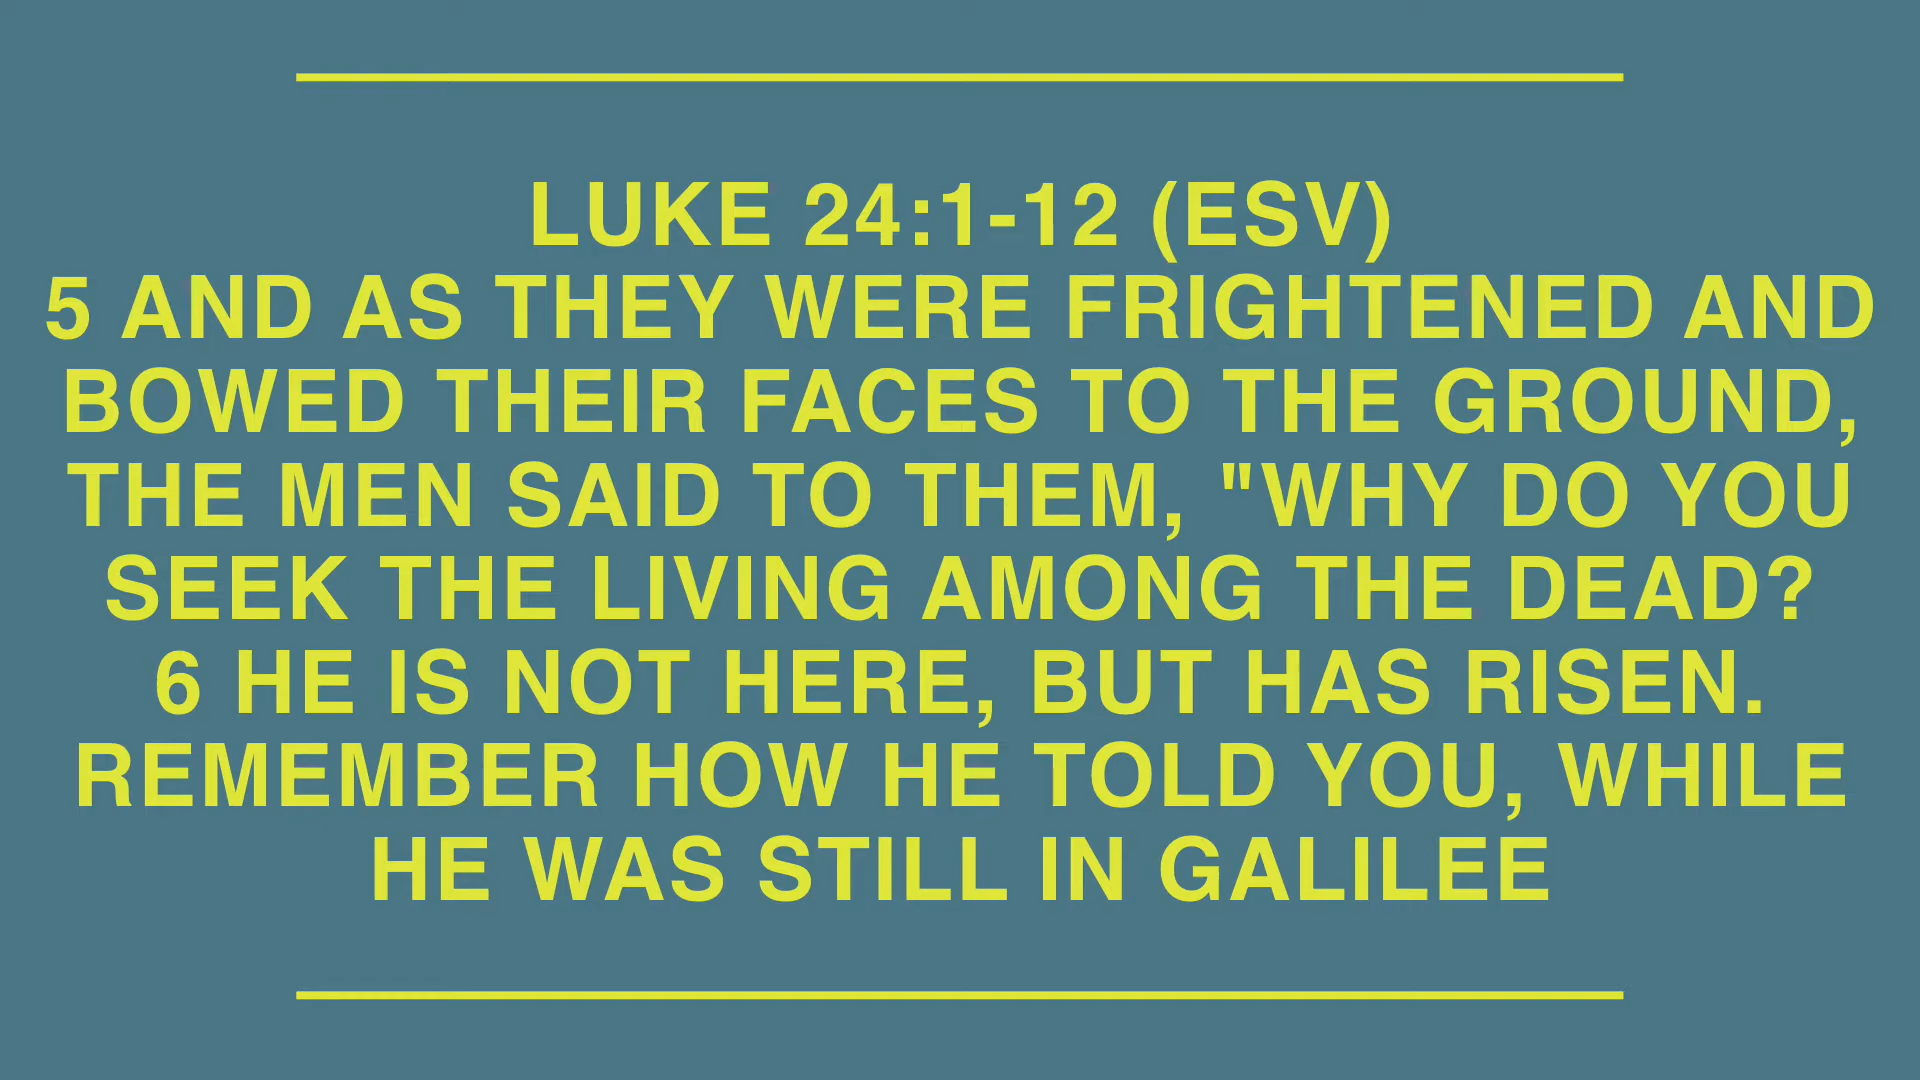 LUKE 24:1-12 (ESV)
5 AND AS THEY WERE FRIGHTENED AND
BOWED THEIR FACES TO THE GROUND,
THE MEN SAID TO THEM, "WHY DO YOU
SEEK THE LIVING AMONG THE DEAD?
6 HE IS NOT HERE, BUT HAS RISEN.
REMEMBER HOW HE TOLD YOU, WHILE
HE WAS STILL IN GALILEE